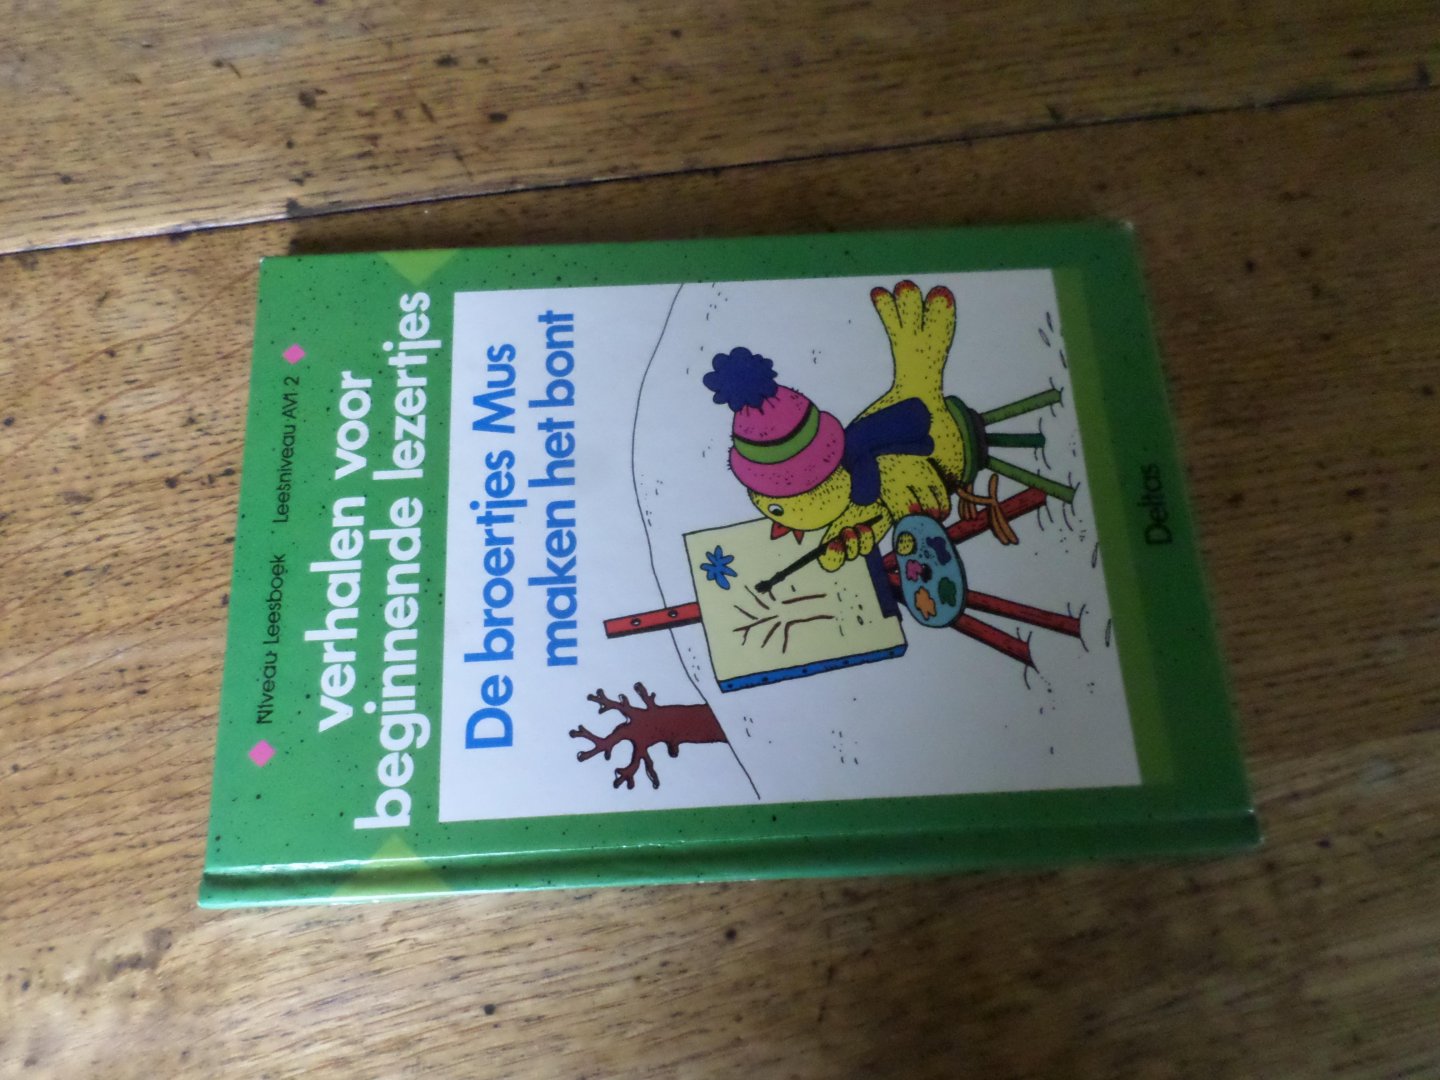 Niveau Leesboek Leesniveau AVI 2
verhalen voor
beginnende lezertjes
De broertjes Mus
maken het bont
Deltas